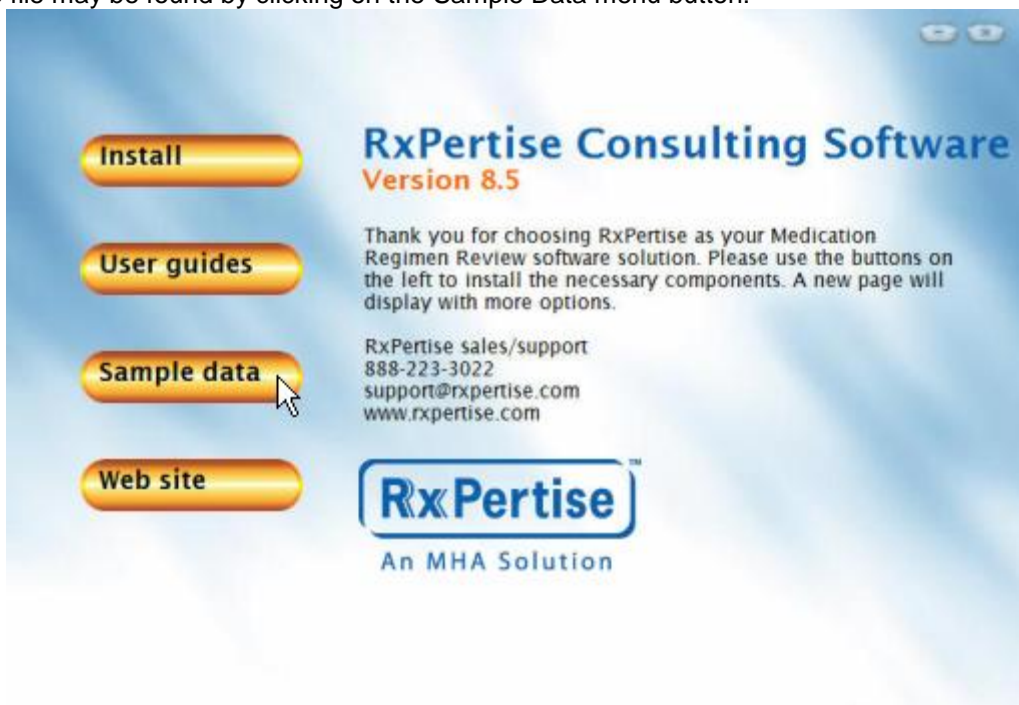 file may be found by clicking on the Sample Data menu button.
RxPertise Consulting Software
Version 8.5
Install
Thank you for choosing RxPertise as your Medication
Regimen Review software solution. Please use the buttons on
the left to install the necessary components. A new page will
display with more options.
User guides
RxPertise sales/support
888-223-3022
support@rxpertise.com
www.rxpertise.com
Sample data
Web site
RxPertise™
An MHA Solution